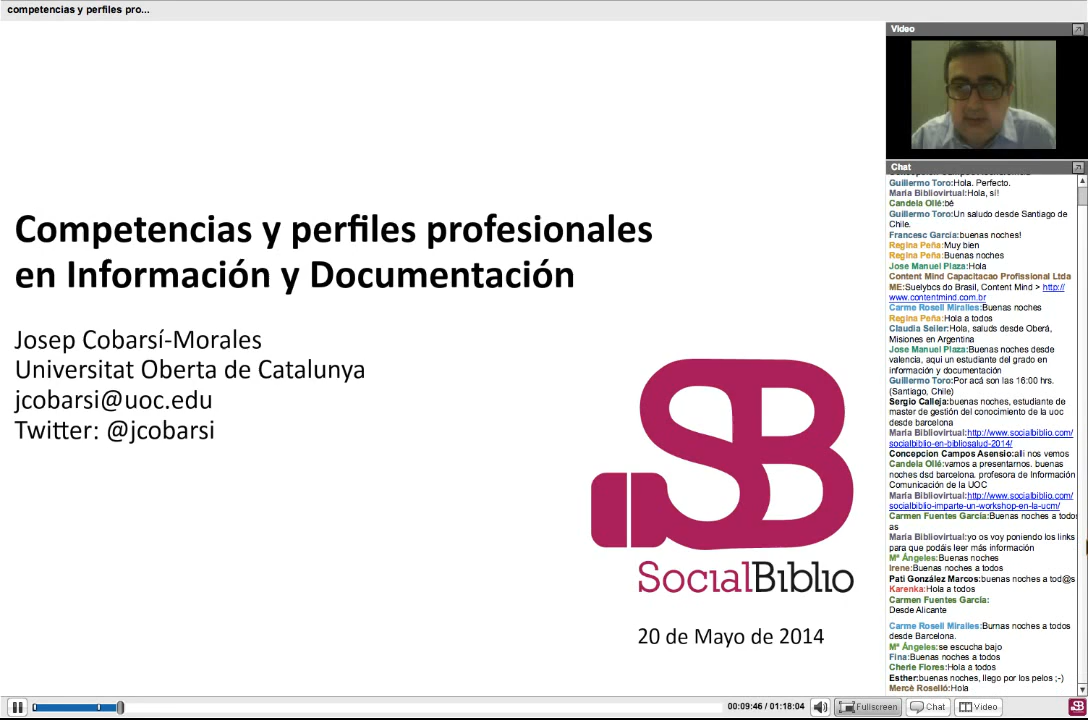 competencias y perfiles pro...
Competencias y perfiles profesionales
en Información y Documentación
Josep Cobarsí-Morales
Universitat Oberta de Catalunya
jcobarsi@uoc.edu
Twitter: @jcobarsi
SB
SocialBiblio
20 de Mayo de 2014
Video
Chat
Guillermo Toro:Hola. Perfecto.
Maria Bibliovirtual:Hola, si!
Candela Ollé:bé
Guillermo Toro:Un saludo desde Santiago de
Chile.
Francesc García:buenas noches!
Regina Peña:Muy bien
Regina Peña:Buenas noches
Jose Manuel Plaza:Hola
Content Mind Capacitacao Profissional Ltda
ME:Suelybcs do Brasil, Content Mind > http://
www.contentmind.com.br
Carme Rosell Miralles:Buenas noches
Regina Peña:Hola a todos
Claudia Seiler:Hola, saluds desde Oberá,
Misiones en Argentina
Jose Manuel Plaza:Buenas noches desde
valencia, aqui un estudiante del grado en
información y documentación
Guillermo Toro:Por acá son las 16:00 hrs.
(Santiago, Chile)
Sergio Calleja:buenas noches, estudiante de
master de gestión del conocimiento de la uoc
desde barcelona
Maria Bibliovirtual:http://www.socialbiblio.com/
socialbiblio-en-bibliosalud-2014/
Concepcion Campos Asensio:alli nos vemos
Candela Ollé:vamos a presentarnos. buenas
noches dsd barcelona. profesora de Información
Comunicación de la UOC
Maria Bibliovirtual:http://www.socialbiblio.com/
socialbiblio-imparte-un-workshop-en-la-ucm/
Carmen Fuentes García:Buenas noches a todos
as
Maria Bibliovirtual:yo os voy poniendo los links
para que podáis leer más información
Mª Ángeles:Buenas noches
Irene:Buenas noches a todos
Pati González Marcos:buenas noches a tod@s
Karenka:Hola a todos
Carmen Fuentes García:
Desde Alicante
Carme Rosell Miralles:Burnas noches a todos
desde Barcelona.
Mª Ángeles:se escucha bajo
Fina:Buenas noches a todos
Cherie Flores:Hola a todos
Esther:buenas noches, llego por los pelos ;-)
Mercè Roselló:Hola
00:09:46 / 01:18:04
Fullscreen
Chat
Video
SB